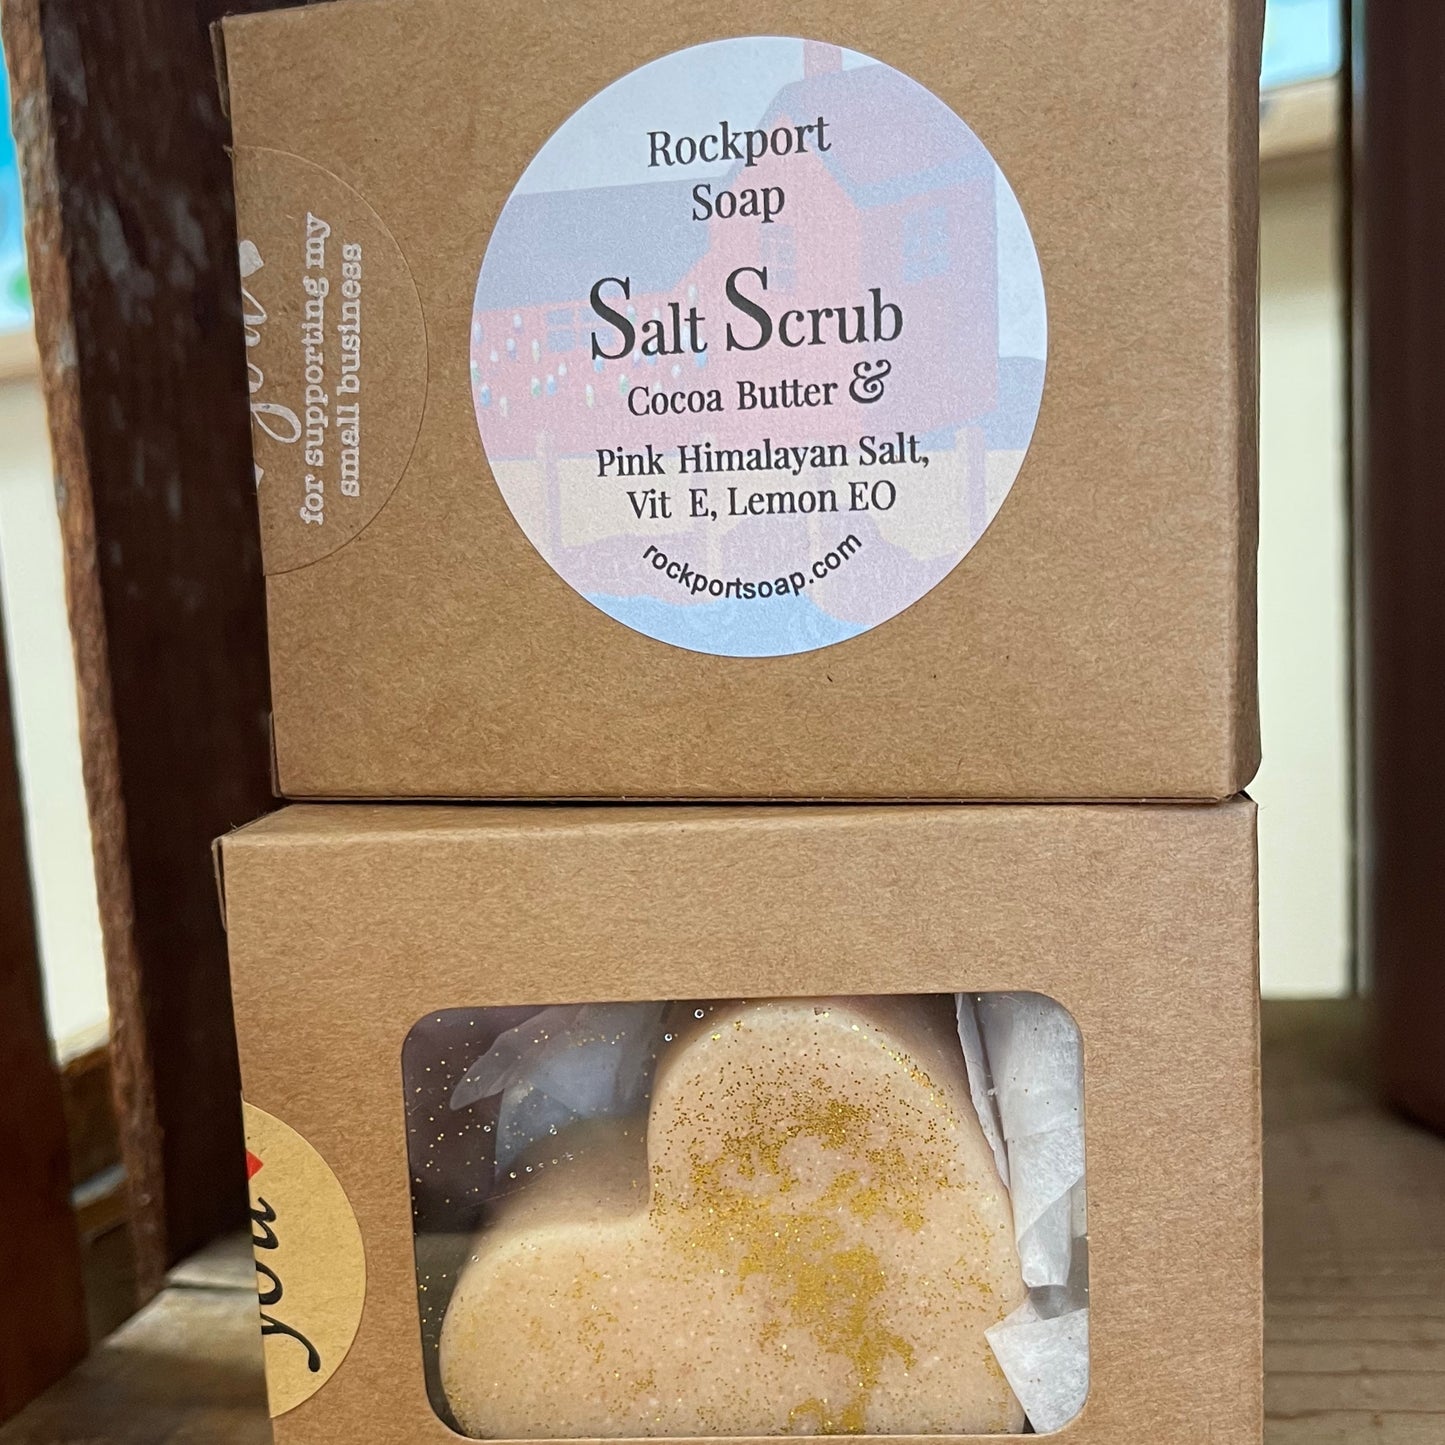 Rockport
Soap
Salt Scrub
Cocoa Butter &
Pink Himalayan Salt,
Vit E, Lemon EO
rockportsoap.com
you
for supporting my
small business
you